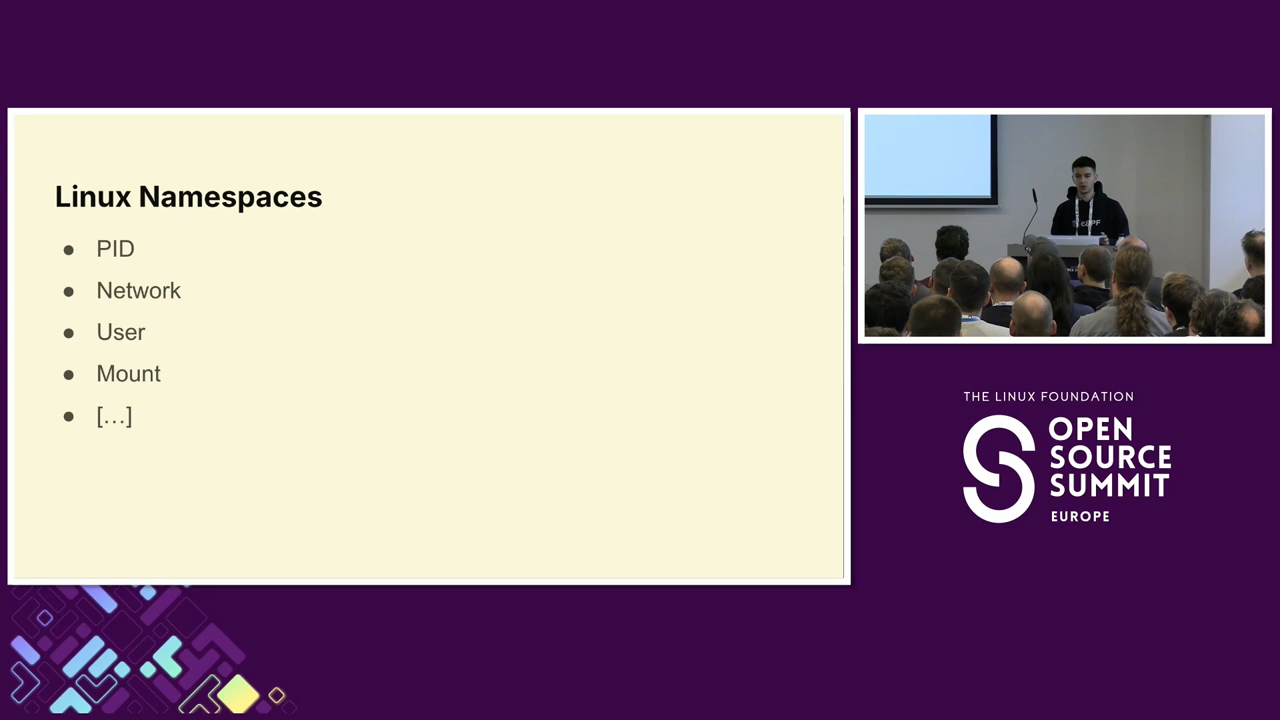 Linux Namespaces
● PID
● Network
● User
● Mount
● […]
THE LINUX FOUNDATION
OPEN
SOURCE
SUMMIT
EUROPE